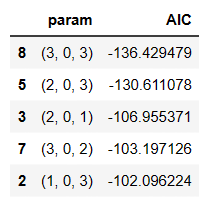 param AIC
8 (3, 0, 3) -136.429479
5 (2, 0, 3) -130.611078
3 (2, 0, 1) -106.955371
7 (3, 0, 2) -103.197126
2 (1, 0, 3) -102.096224